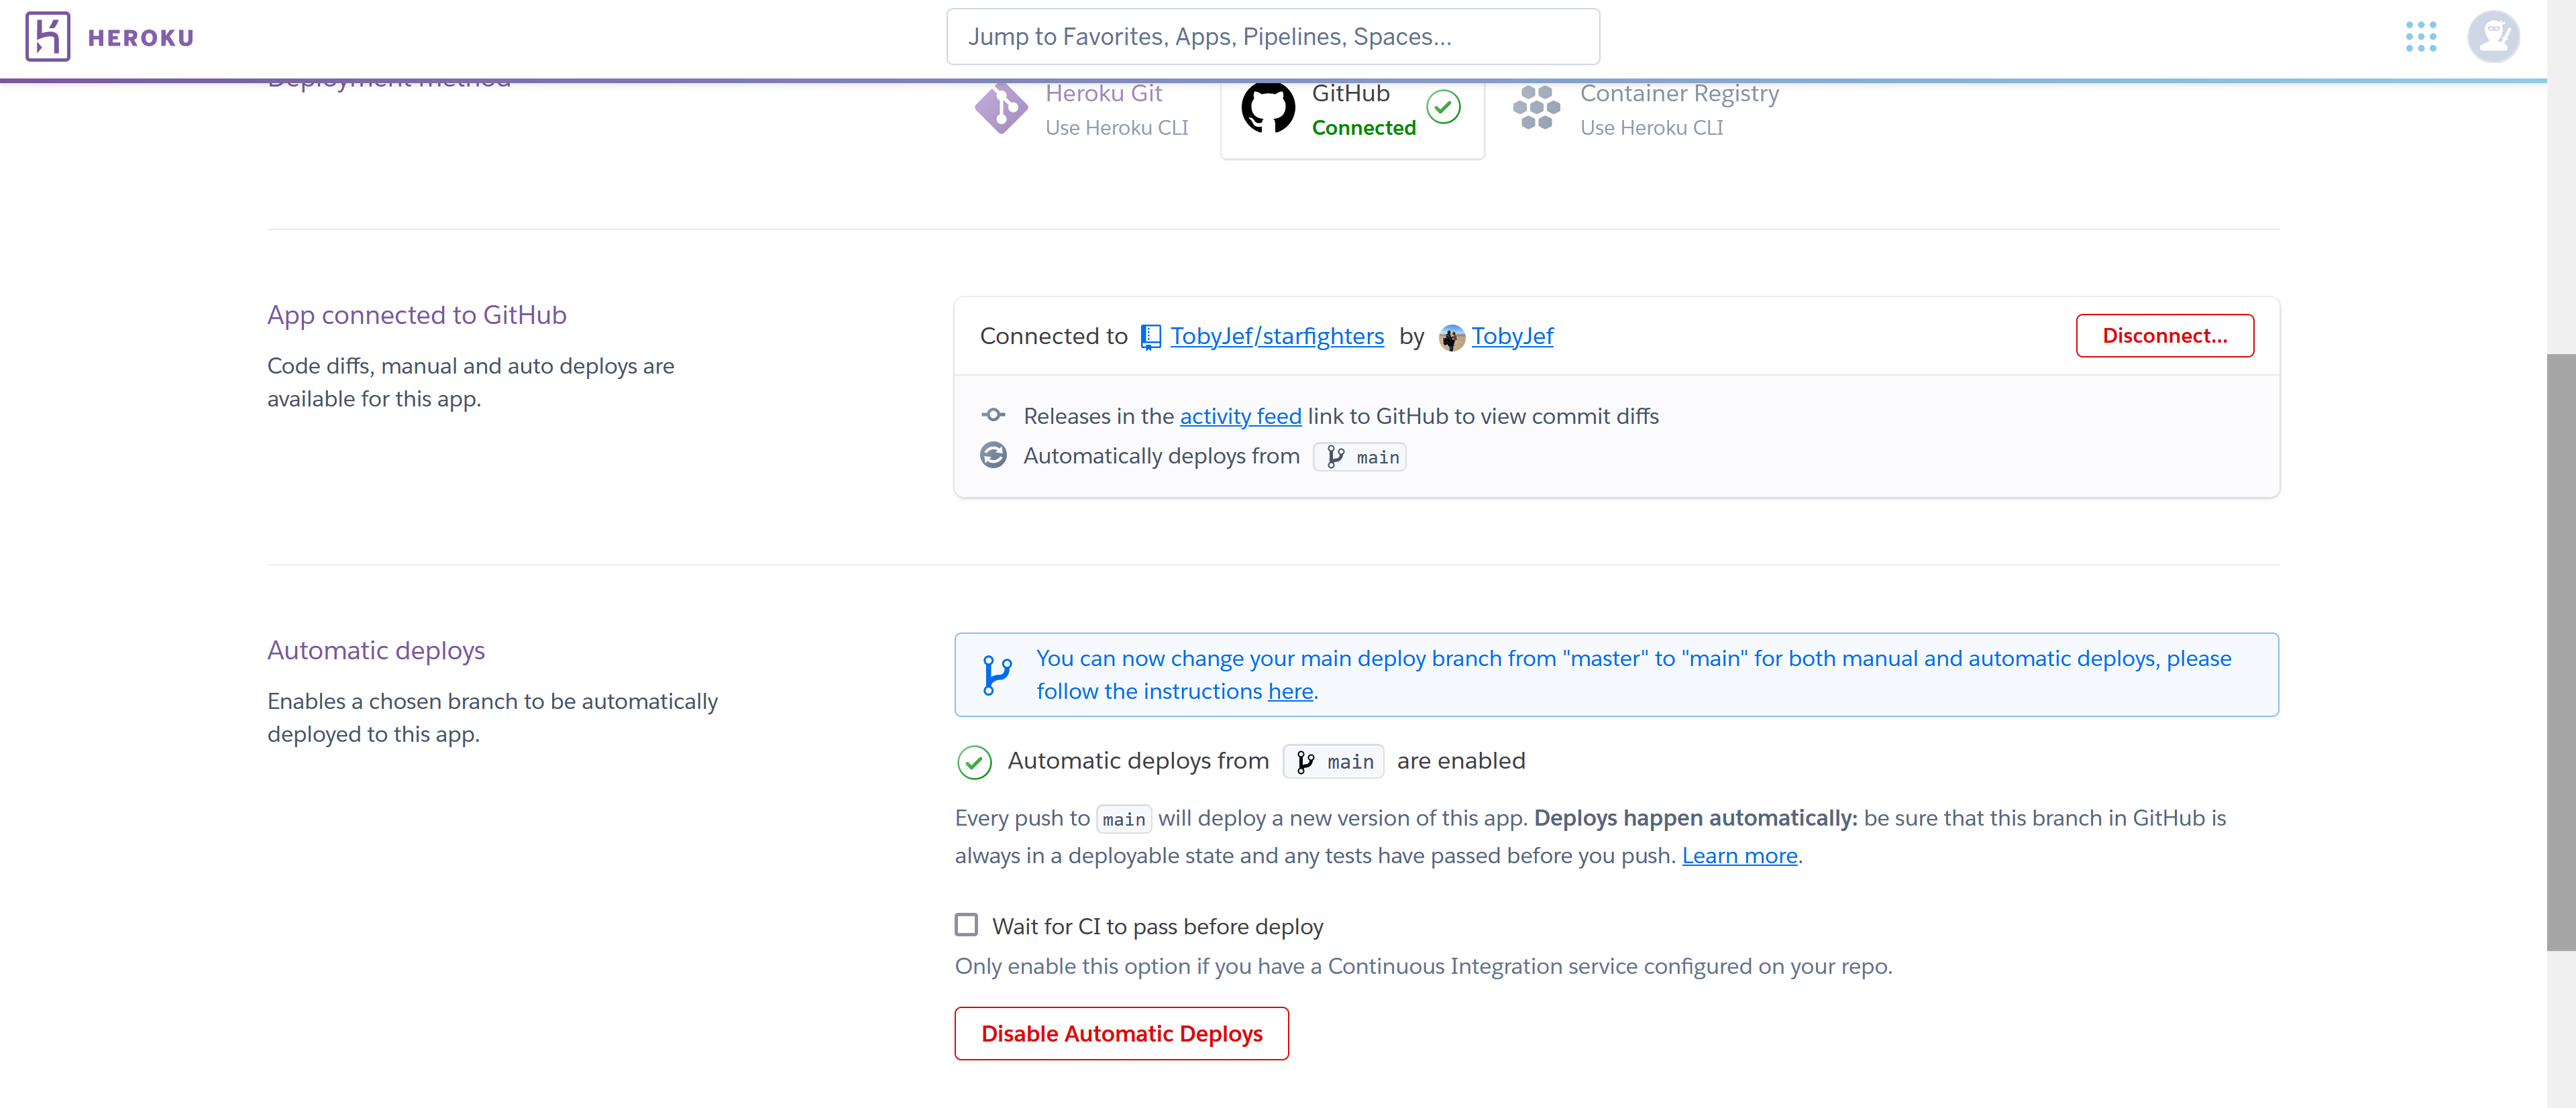 HEROKU
Jump to Favorites, Apps, Pipelines, Spaces...
Deployment method
Heroku Git
Use Heroku CLI
GitHub
Connected
Container Registry
Use Heroku CLI
App connected to GitHub
Code diffs, manual and auto deploys are
available for this app.
Connected to TobyJef/starfighters by TobyJef
Disconnect...
Releases in the activity feed link to GitHub to view commit diffs
Automatically deploys from main
Automatic deploys
Enables a chosen branch to be automatically
deployed to this app.
You can now change your main deploy branch from "master" to "main" for both manual and automatic deploys, please
follow the instructions here.
Automatic deploys from main are enabled
Every push to main will deploy a new version of this app. Deploys happen automatically: be sure that this branch in GitHub is
always in a deployable state and any tests have passed before you push. Learn more.
Wait for CI to pass before deploy
Only enable this option if you have a Continuous Integration service configured on your repo.
Disable Automatic Deploys